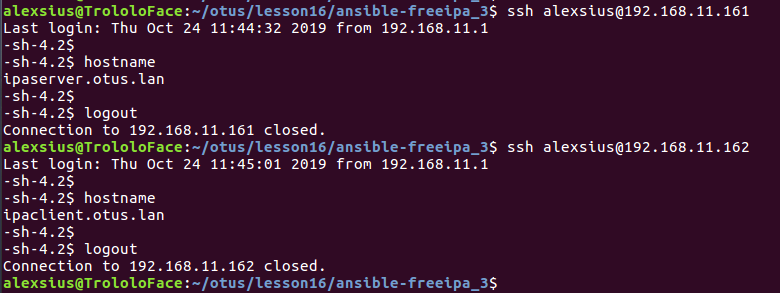 alexsius@TrololoFace:~/otus/lesson16/ansible-freeipa_3$ ssh alexsius@192.168.11.161
Last login: Thu Oct 24 11:44:32 2019 from 192.168.11.1
-sh-4.2$
-sh-4.2$ hostname
ipaserver.otus.lan
-sh-4.2$
-sh-4.2$ logout
Connection to 192.168.11.161 closed.
alexsius@TrololoFace:~/otus/lesson16/ansible-freeipa_3$ ssh alexsius@192.168.11.162
Last login: Thu Oct 24 11:45:01 2019 from 192.168.11.1
-sh-4.2$
-sh-4.2$ hostname
ipaclient.otus.lan
-sh-4.2$
-sh-4.2$ logout
Connection to 192.168.11.162 closed.
alexsius@TrololoFace:~/otus/lesson16/ansible-freeipa_3$